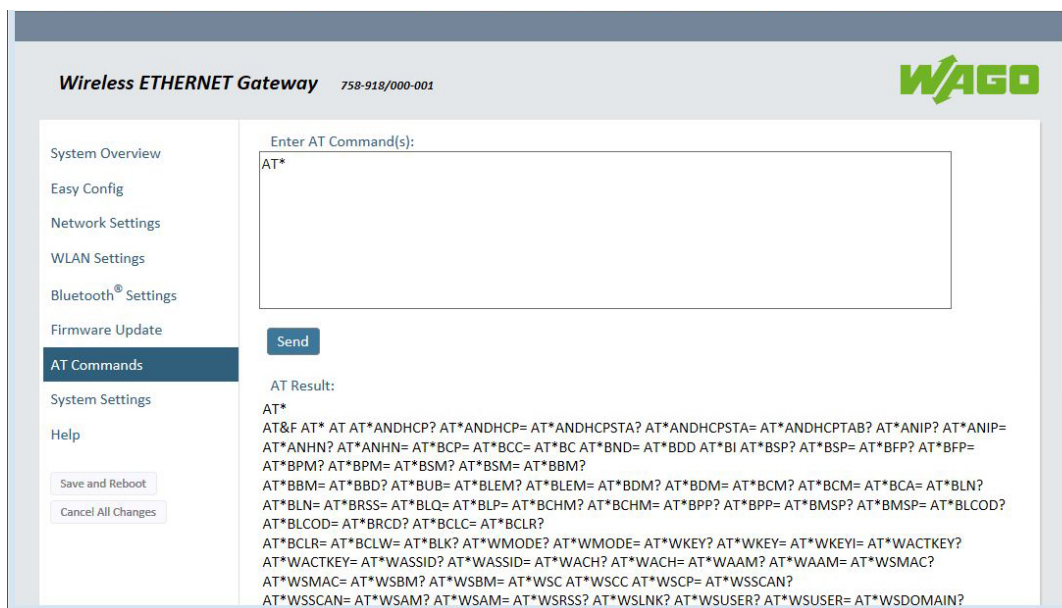 Wireless ETHERNET Gateway 758-918/000-001
WAGO
System Overview
Easy Config
Network Settings
WLAN Settings
Bluetooth® Settings
Firmware Update
AT Commands
System Settings
Help
Save and Reboot
Cancel All Changes
Enter AT Command(s):
AT*
Send
AT Result:
AT*
AT&F AT* AT AT*ANDHCP? AT*ANDHCP= AT*ANDHCPSTA? AT*ANDHCPSTA= AT*ANDHCPTAB? AT*ANIP? AT*ANIP=
AT*ANHN? AT*ANHN= AT*BCP= AT*BCC= AT*BC AT*BND= AT*BDD AT*BI AT*BSP? AT*BSP= AT*BFP? AT*BFP=
AT*BPM? AT*BPM= AT*BSM? AT*BSM= AT*BBM?
AT*BBM= AT*BBD? AT*BUB= AT*BLEM? AT*BLEM= AT*BDM? AT*BDM= AT*BCM? AT*BCM= AT*BCA= AT*BLN?
AT*BLN= AT*BRSS= AT*BLQ= AT*BLP= AT*BCHM? AT*BCHM= AT*BPP? AT*BPP= AT*BMSP? AT*BMSP= AT*BLCOD?
AT*BLCOD= AT*BRCD? AT*BCLC= AT*BCLR?
AT*BCLR= AT*BCLW= AT*BLK? AT*WMODE? AT*WMODE= AT*WKEY? AT*WKEY= AT*WKEYI= AT*WACTKEY?
AT*WACTKEY= AT*WASSID? AT*WASSID= AT*WACH? AT*WACH= AT*WAAM? AT*WAAM= AT*WSMAC?
AT*WSMAC= AT*WSBM? AT*WSBM= AT*WSC AT*WSCC AT*WSCP= AT*WSSCAN?
AT*WSSCAN= AT*WSAM? AT*WSAM= AT*WSRSS? AT*WSLNK? AT*WSUSER? AT*WSUSER= AT*WSDOMAIN?